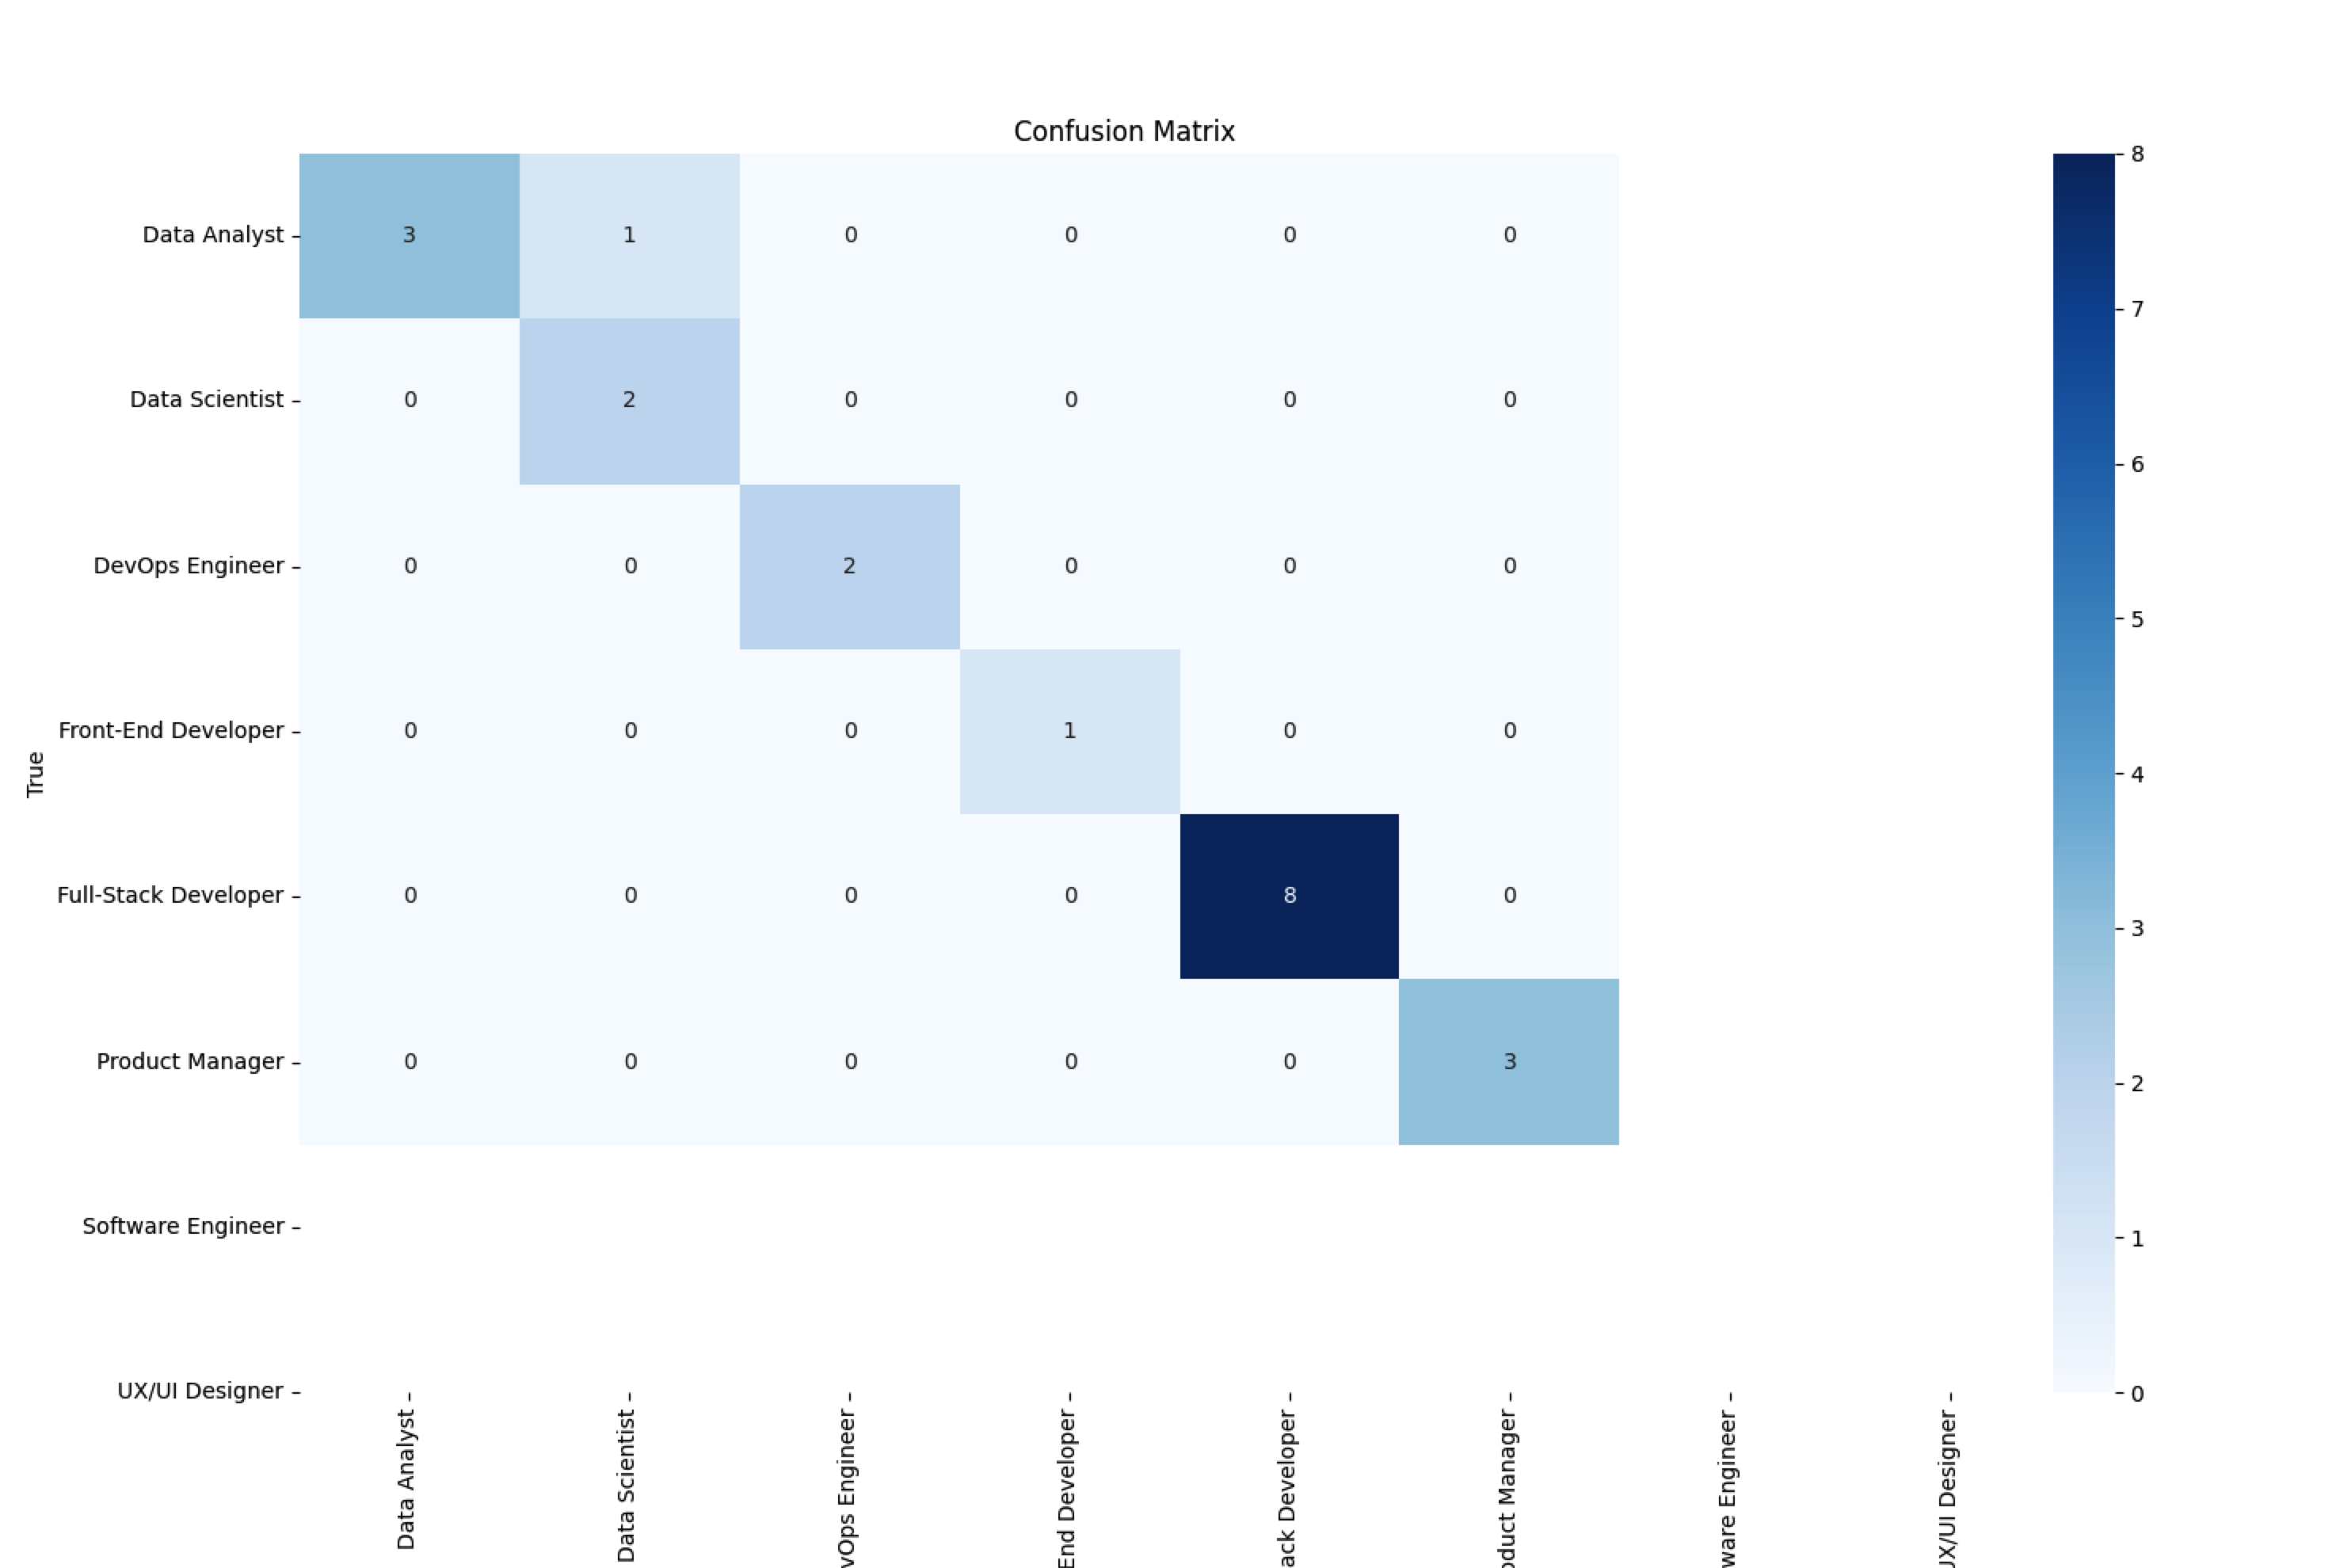 Confusion Matrix
Data Analyst
3 1 0 0 0 0
Data Scientist
0 2 0 0 0 0
DevOps Engineer
0 0 2 0 0 0
Front-End Developer
0 0 0 1 0 0
Full-Stack Developer
0 0 0 0 8 0
Product Manager
0 0 0 0 0 3
Software Engineer
UX/UI Designer
True
Data Analyst
Data Scientist
vOps Engineer
End Developer
ack Developer
oduct Manager
ware Engineer
UX/UI Designer
8
7
6
5
4
3
2
1
0